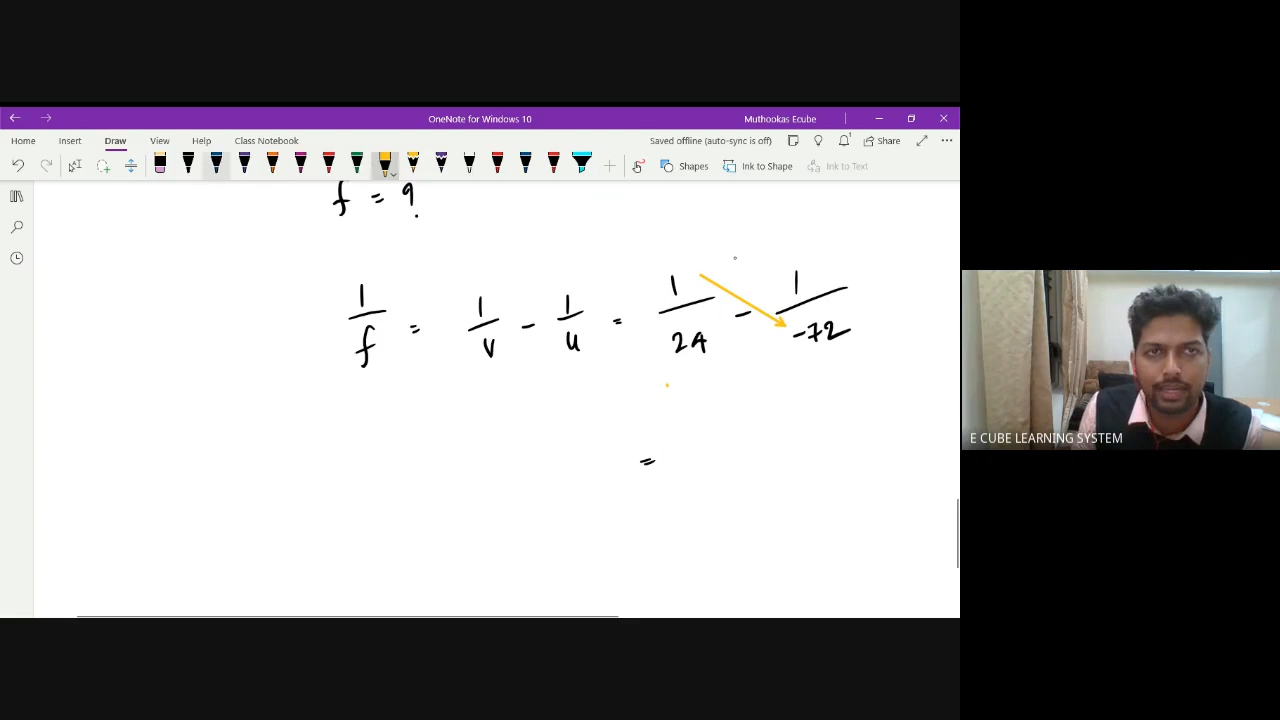 OneNote for Windows 10
Muthookas Ecube
Home Insert Draw View Help Class Notebook
Saved offline (auto-sync is off) Share
Shapes Ink to Shape Ink to Text
f = ?
1/f = 1/v - 1/u = 1/24 - 1/-72
=
E CUBE LEARNING SYSTEM